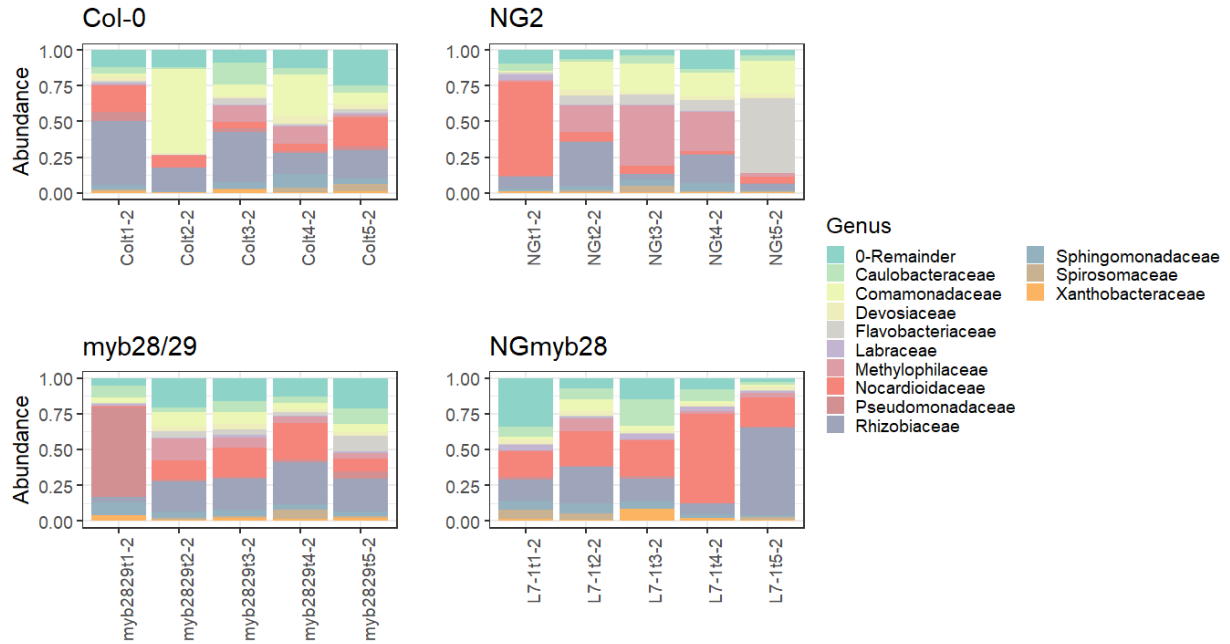 Col-0
NG2
Abundance
1.00
0.75
0.50
0.25
0.00
Colt1-2
Colt2-2
Colt3-2
Colt4-2
Colt5-2
1.00
0.75
0.50
0.25
0.00
NGt1-2
NGt2-2
NGt3-2
NGt4-2
NGt5-2
Genus
0-Remainder
Caulobacteraceae
Comamonadaceae
Devosiaceae
Flavobacteriaceae
Labraceae
Methylophilaceae
Nocardioidaceae
Pseudomonadaceae
Rhizobiaceae
Sphingomonadaceae
Spirosomaceae
Xanthobacteraceae
myb28/29
NGmyb28
Abundance
1.00
0.75
0.50
0.25
0.00
myb2829t1-2
myb2829t2-2
myb2829t3-2
myb2829t4-2
myb2829t5-2
1.00
0.75
0.50
0.25
0.00
L7-1t1-2
L7-1t2-2
L7-1t3-2
L7-1t4-2
L7-1t5-2